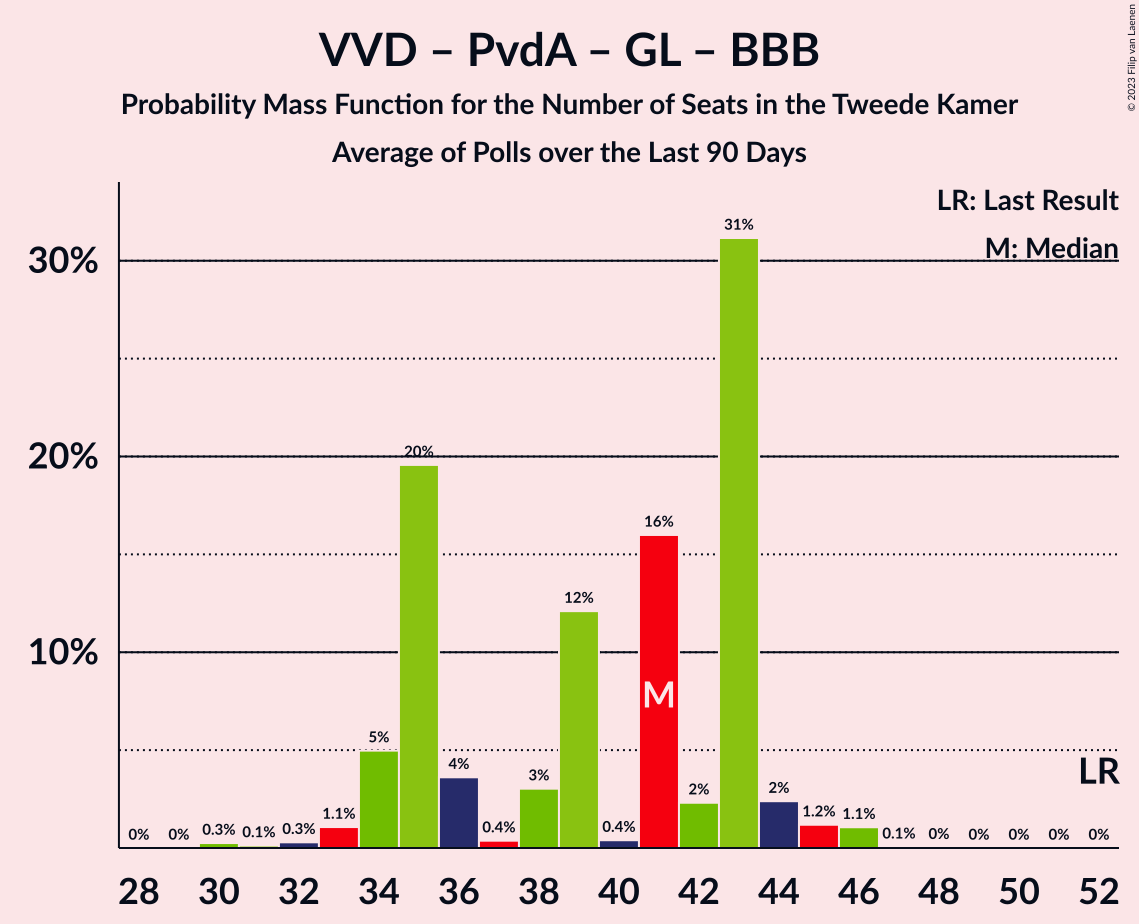 VVD – PvdA – GL – BBB
Probability Mass Function for the Number of Seats in the Tweede Kamer
Average of Polls over the Last 90 Days
© 2023 Filip van Laenen
LR: Last Result
M: Median
30%
20%
10%
0% 0% 0.3% 0.1% 0.3% 1.1% 5% 20% 4% 0.4% 3% 12% 0.4% 16% 2% 31% 2% 1.2% 1.1% 0.1% 0% 0% 0% 0% 0%
M
LR
28 30 32 34 36 38 40 42 44 46 48 50 52